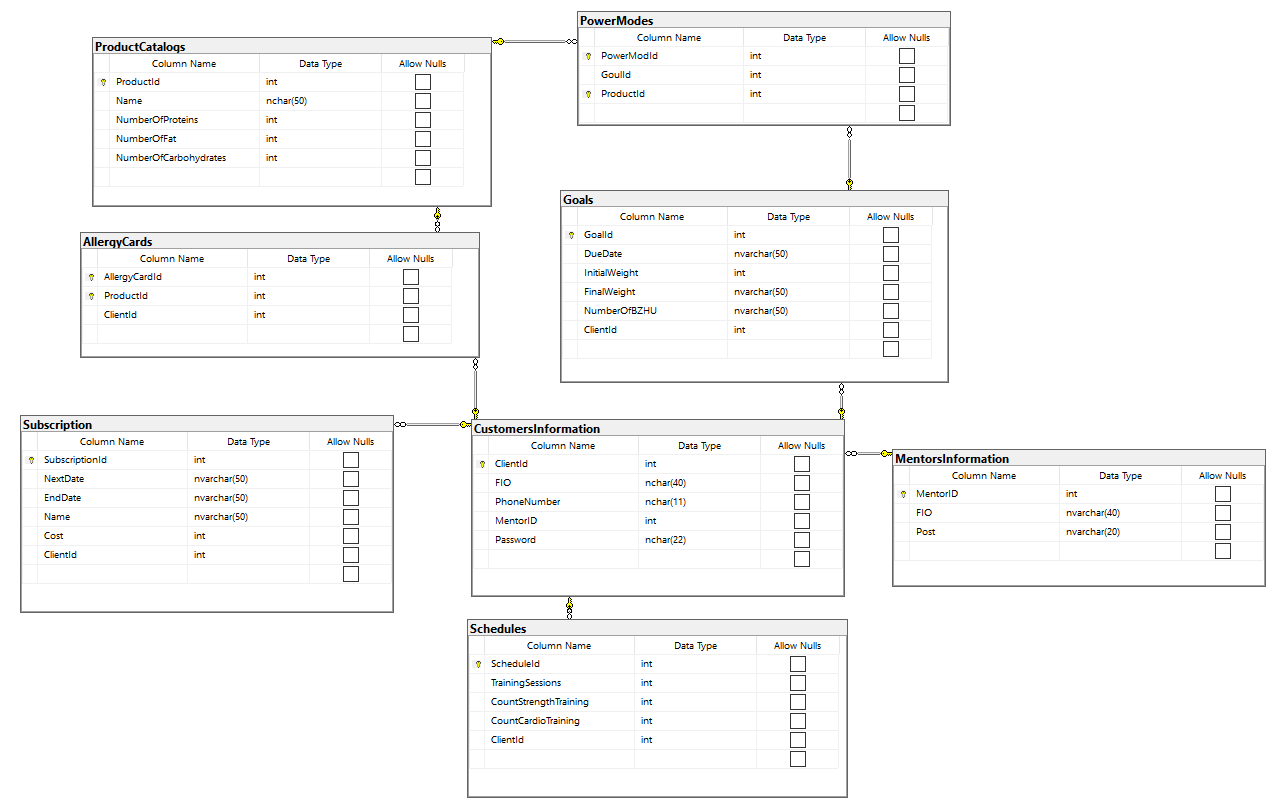 PowerModes
Column Name Data Type Allow Nulls
PowerModId int
GoulId int
ProductId int
ProductCatalogs
Column Name Data Type Allow Nulls
ProductId int
Name nchar(50)
NumberOfProteins int
NumberOfFat int
NumberOfCarbohydrates int
Goals
Column Name Data Type Allow Nulls
GoalId int
DueDate nvarchar(50)
InitialWeight int
FinalWeight nvarchar(50)
NumberOfBZHU nvarchar(50)
ClientId int
AllergyCards
Column Name Data Type Allow Nulls
AllergyCardId int
ProductId int
ClientId int
Subscription
Column Name Data Type Allow Nulls
SubscriptionId int
NextDate nvarchar(50)
EndDate nvarchar(50)
Name nvarchar(50)
Cost int
ClientId int
CustomersInformation
Column Name Data Type Allow Nulls
ClientId int
FIO nchar(40)
PhoneNumber nchar(11)
MentorID int
Password nchar(22)
MentorsInformation
Column Name Data Type Allow Nulls
MentorID int
FIO nvarchar(40)
Post nvarchar(20)
Schedules
Column Name Data Type Allow Nulls
ScheduleId int
TrainingSessions int
CountStrengthTraining int
CountCardioTraining int
ClientId int